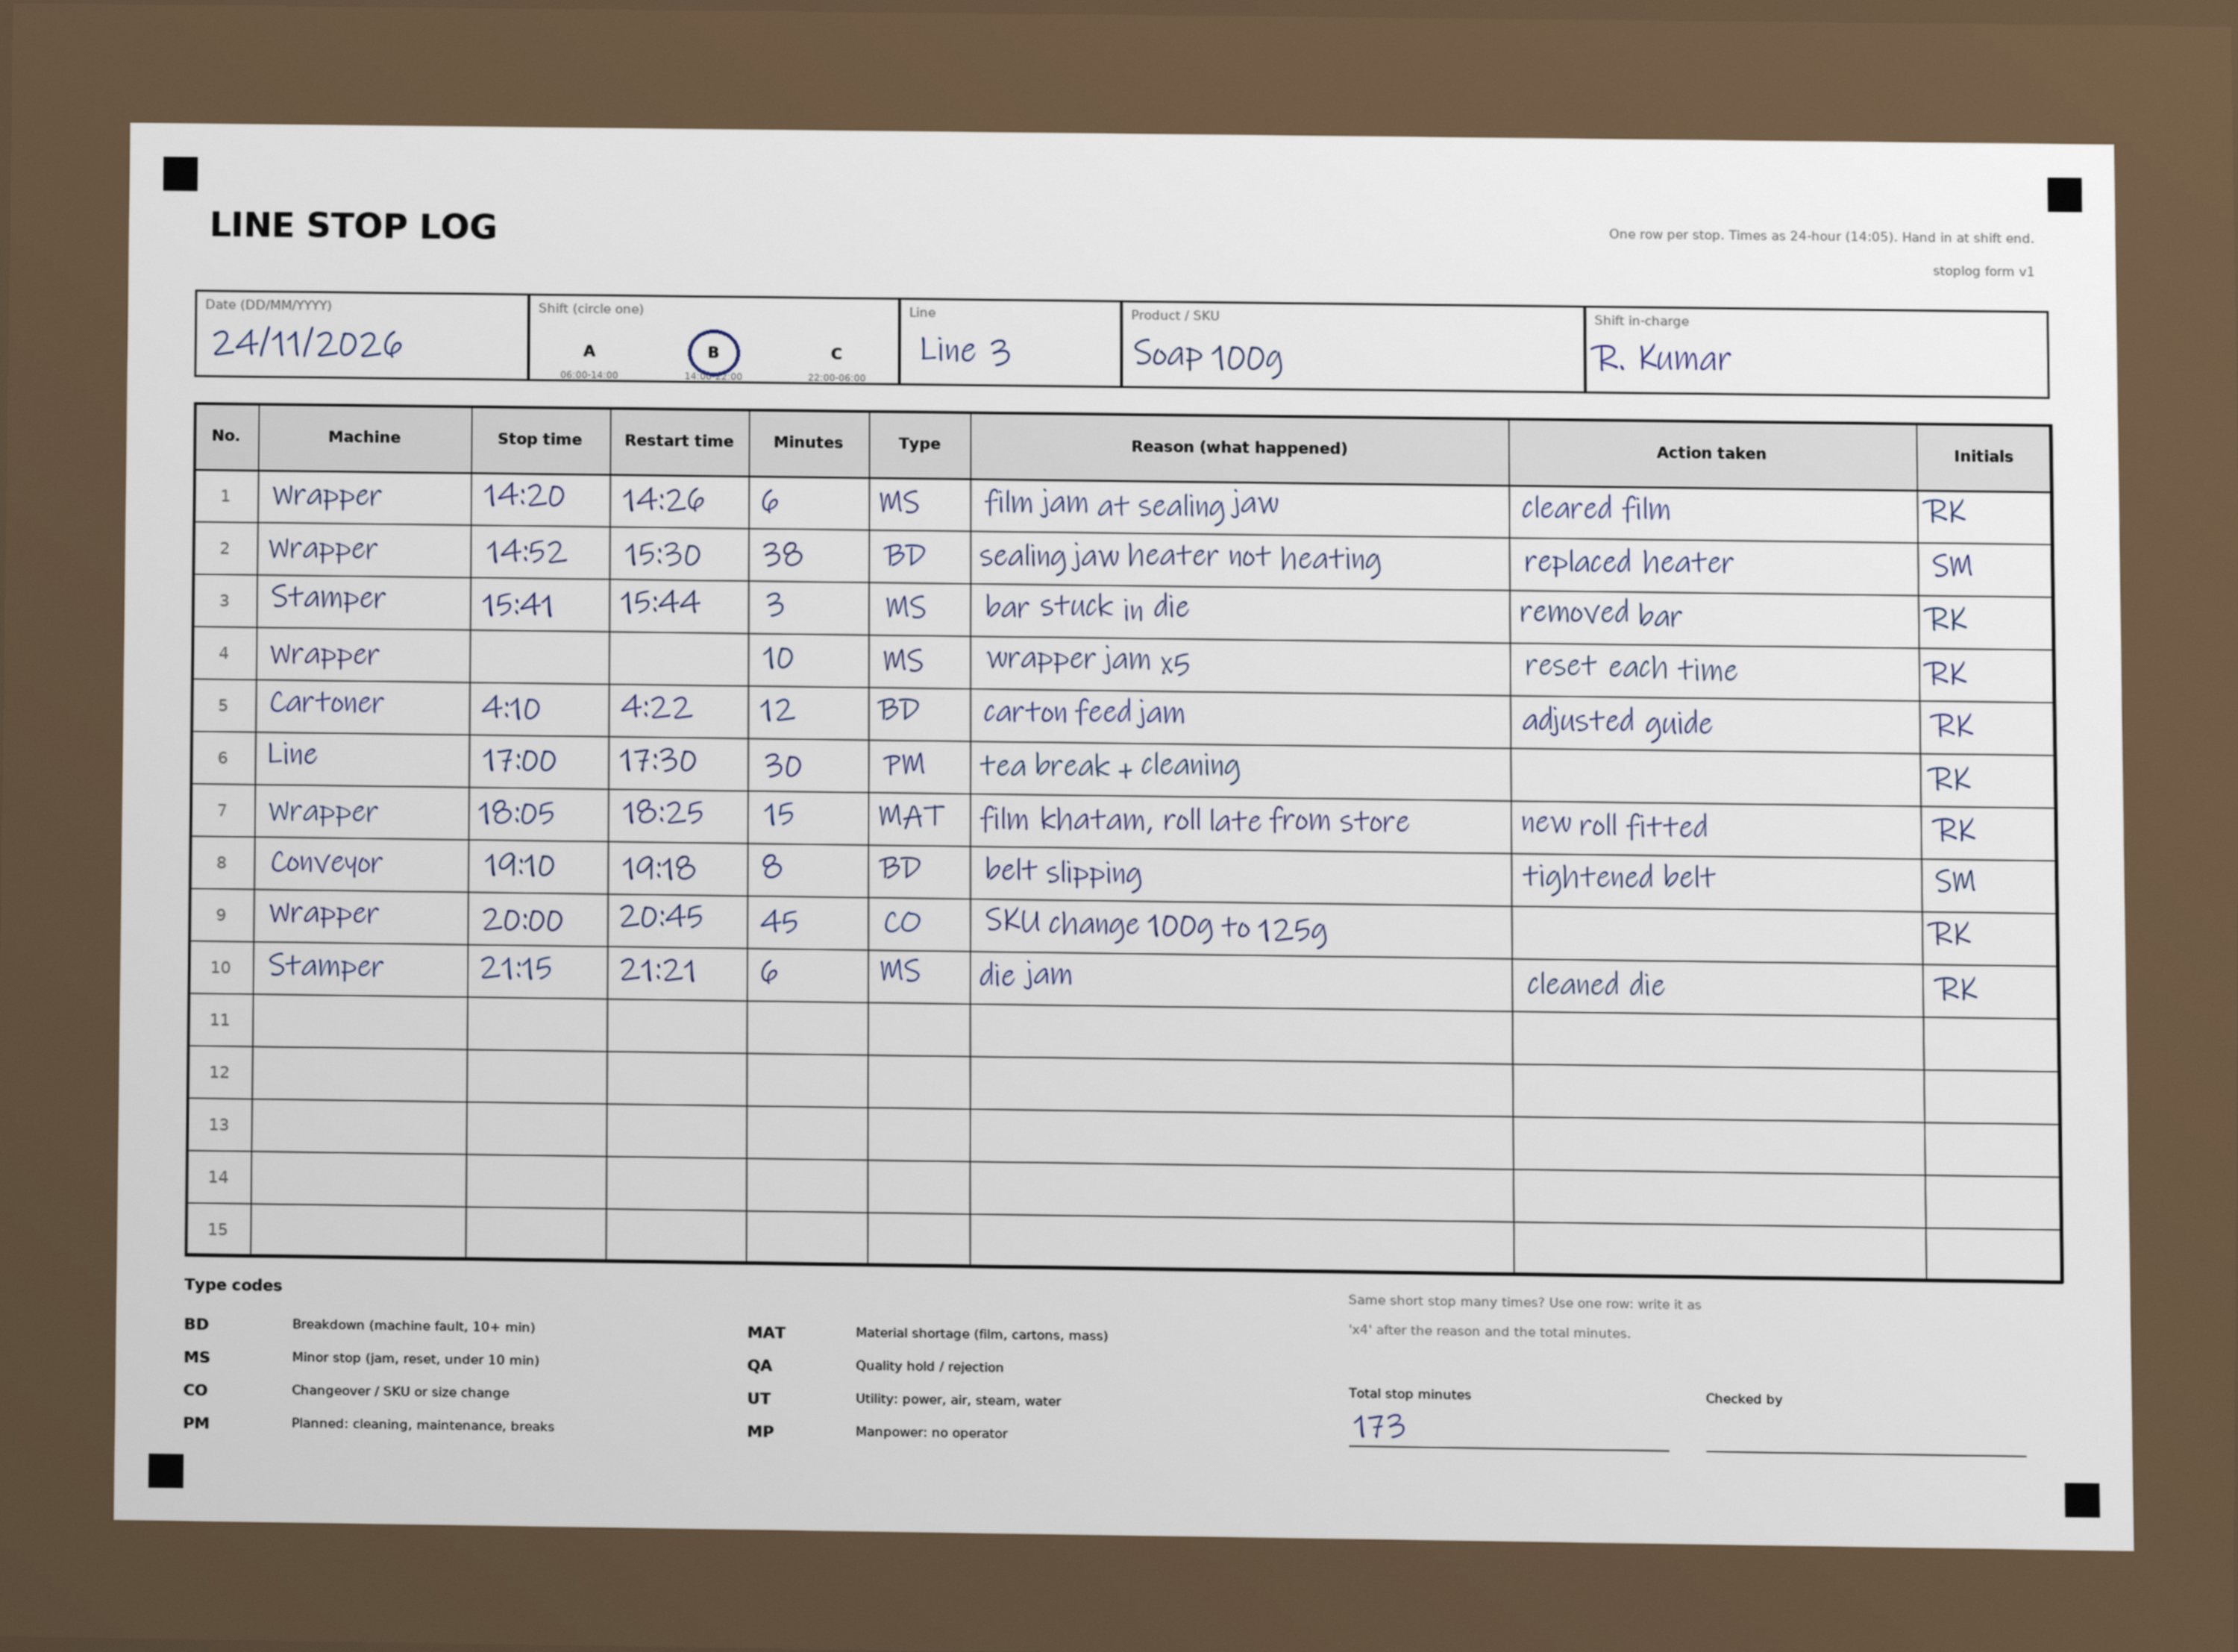 LINE STOP LOG
One row per stop. Times as 24-hour (14:05). Hand in at shift end.
stoplog form v1
Date (DD/MM/YYYY) Shift (circle one) Line Product / SKU Shift in-charge
24/11/2026 A B C Line 3 Soap 100g R. Kumar
06:00-14:00 14:00-22:00 22:00-06:00
No. Machine Stop time Restart time Minutes Type Reason (what happened) Action taken Initials
1 Wrapper 14:20 14:26 6 MS film jam at sealing jaw cleared film RK
2 Wrapper 14:52 15:30 38 BD sealing jaw heater not heating replaced heater SM
3 Stamper 15:41 15:44 3 MS bar stuck in die removed bar RK
4 Wrapper 10 MS wrapper jam x5 reset each time RK
5 Cartoner 4:10 4:22 12 BD carton feed jam adjusted guide RK
6 Line 17:00 17:30 30 PM tea break + cleaning RK
7 Wrapper 18:05 18:25 15 MAT film khatam, roll late from store new roll fitted RK
8 Conveyor 19:10 19:18 8 BD belt slipping tightened belt SM
9 Wrapper 20:00 20:45 45 CO SKU change 100g to 125g RK
10 Stamper 21:15 21:21 6 MS die jam cleaned die RK
11
12
13
14
15
Type codes
BD Breakdown (machine fault, 10+ min)
MS Minor stop (jam, reset, under 10 min)
CO Changeover / SKU or size change
PM Planned: cleaning, maintenance, breaks
MAT Material shortage (film, cartons, mass)
QA Quality hold / rejection
UT Utility: power, air, steam, water
MP Manpower: no operator
Same short stop many times? Use one row: write it as
'x4' after the reason and the total minutes.
Total stop minutes Checked by
173